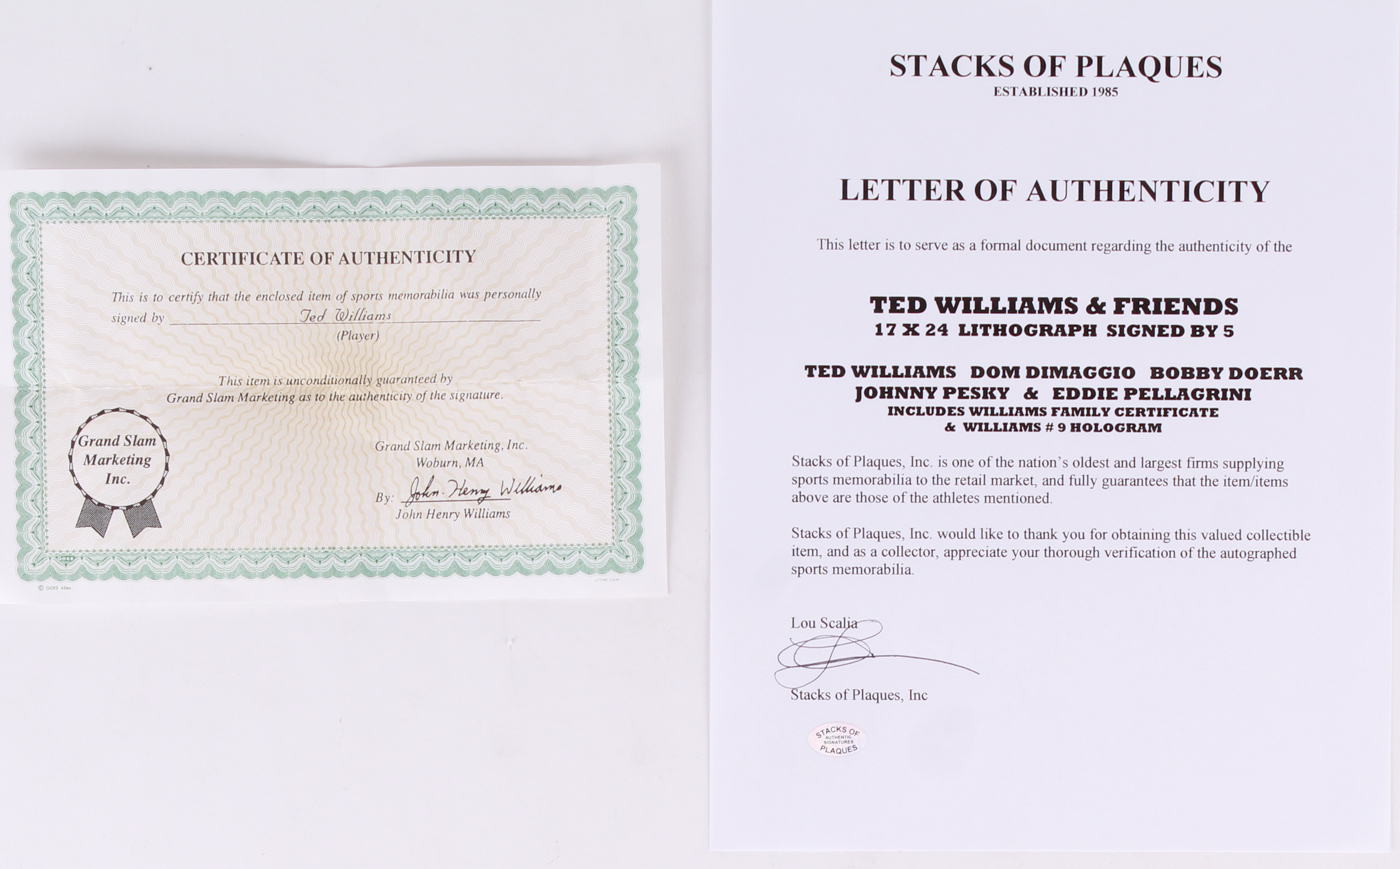 CERTIFICATE OF AUTHENTICITY
This is to certify that the enclosed item of sports memorabilia was personally
signed by Ted Williams
(Player)
This item is unconditionally guaranteed by
Grand Slam Marketing as to the authenticity of the signature.
Grand Slam
Marketing
Inc.
Grand Slam Marketing, Inc.
Woburn, MA
By: John-Henry Williams
John Henry Williams
STACKS OF PLAQUES
ESTABLISHED 1985
LETTER OF AUTHENTICITY
This letter is to serve as a formal document regarding the authenticity of the
TED WILLIAMS & FRIENDS
17 X 24 LITHOGRAPH SIGNED BY 5
TED WILLIAMS DOM DIMAGGIO BOBBY DOERR
JOHNNY PESKY & EDDIE PELLAGRINI
INCLUDES WILLIAMS FAMILY CERTIFICATE
& WILLIAMS # 9 HOLOGRAM
Stacks of Plaques, Inc. is one of the nation's oldest and largest firms supplying
sports memorabilia to the retail market, and fully guarantees that the item/items
above are those of the athletes mentioned.
Stacks of Plaques, Inc. would like to thank you for obtaining this valued collectible
item, and as a collector, appreciate your thorough verification of the autographed
sports memorabilia.
Lou Scalia
Stacks of Plaques, Inc
STACKS OF
AUTHENTIC
SIGNATURES
PLAQUES